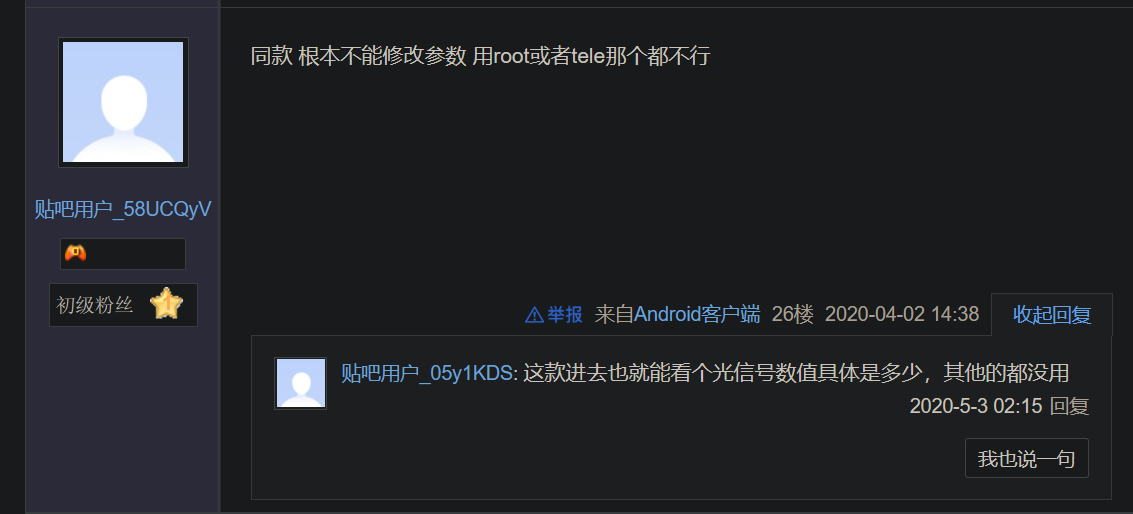 同款 根本不能修改参数 用root或者tele那个都不行
贴吧用户_58UCQyV
初级粉丝
举报 来自Android客户端 26楼 2020-04-02 14:38 收起回复
贴吧用户_05y1KDS: 这款进去也就能看个光信号数值具体是多少，其他的都没用
2020-5-3 02:15 回复
我也说一句